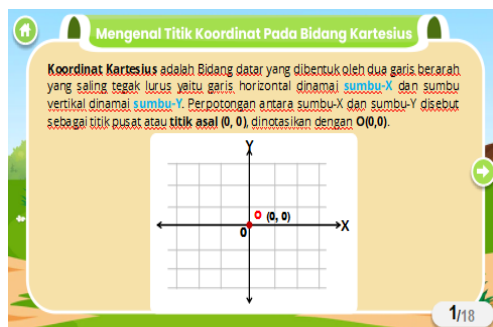 Mengenal Titik Koordinat Pada Bidang Kartesius
Koordinat Kartesius adalah Bidang datar yang dibentuk oleh dua garis berarah
yang saling tegak lurus yaitu garis horizontal dinamai sumbu-X dan sumbu
vertikal dinamai sumbu-Y. Perpotongan antara sumbu-X dan sumbu-Y disebut
sebagai titik pusat atau titik asal (0, 0), dinotasikan dengan O(0,0).
Y
O (0, 0)
0
X
1/18